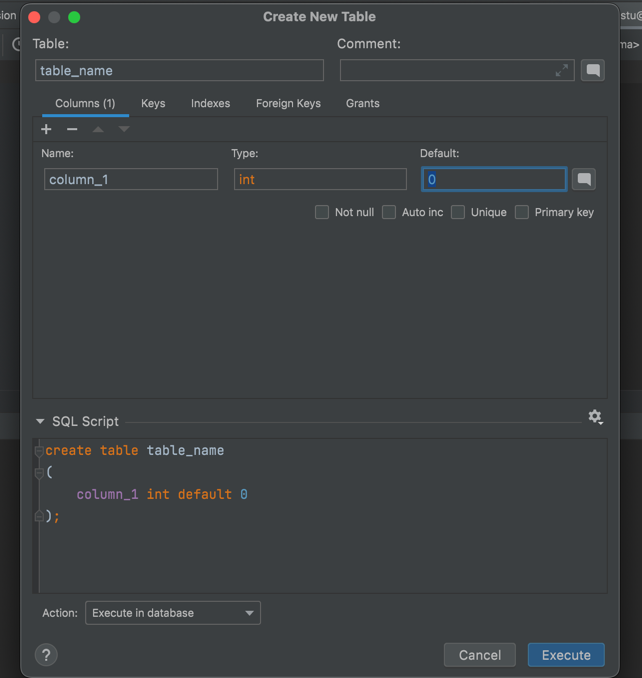 sion
Create New Table
stu@
ma>
Table:
Comment:
table_name
Columns (1)
Keys
Indexes
Foreign Keys
Grants
Name:
Type:
Default:
column_1
int
0
Not null
Auto inc
Unique
Primary key
SQL Script
create table table_name
(
column_1 int default 0
);
Action:
Execute in database
?
Cancel
Execute